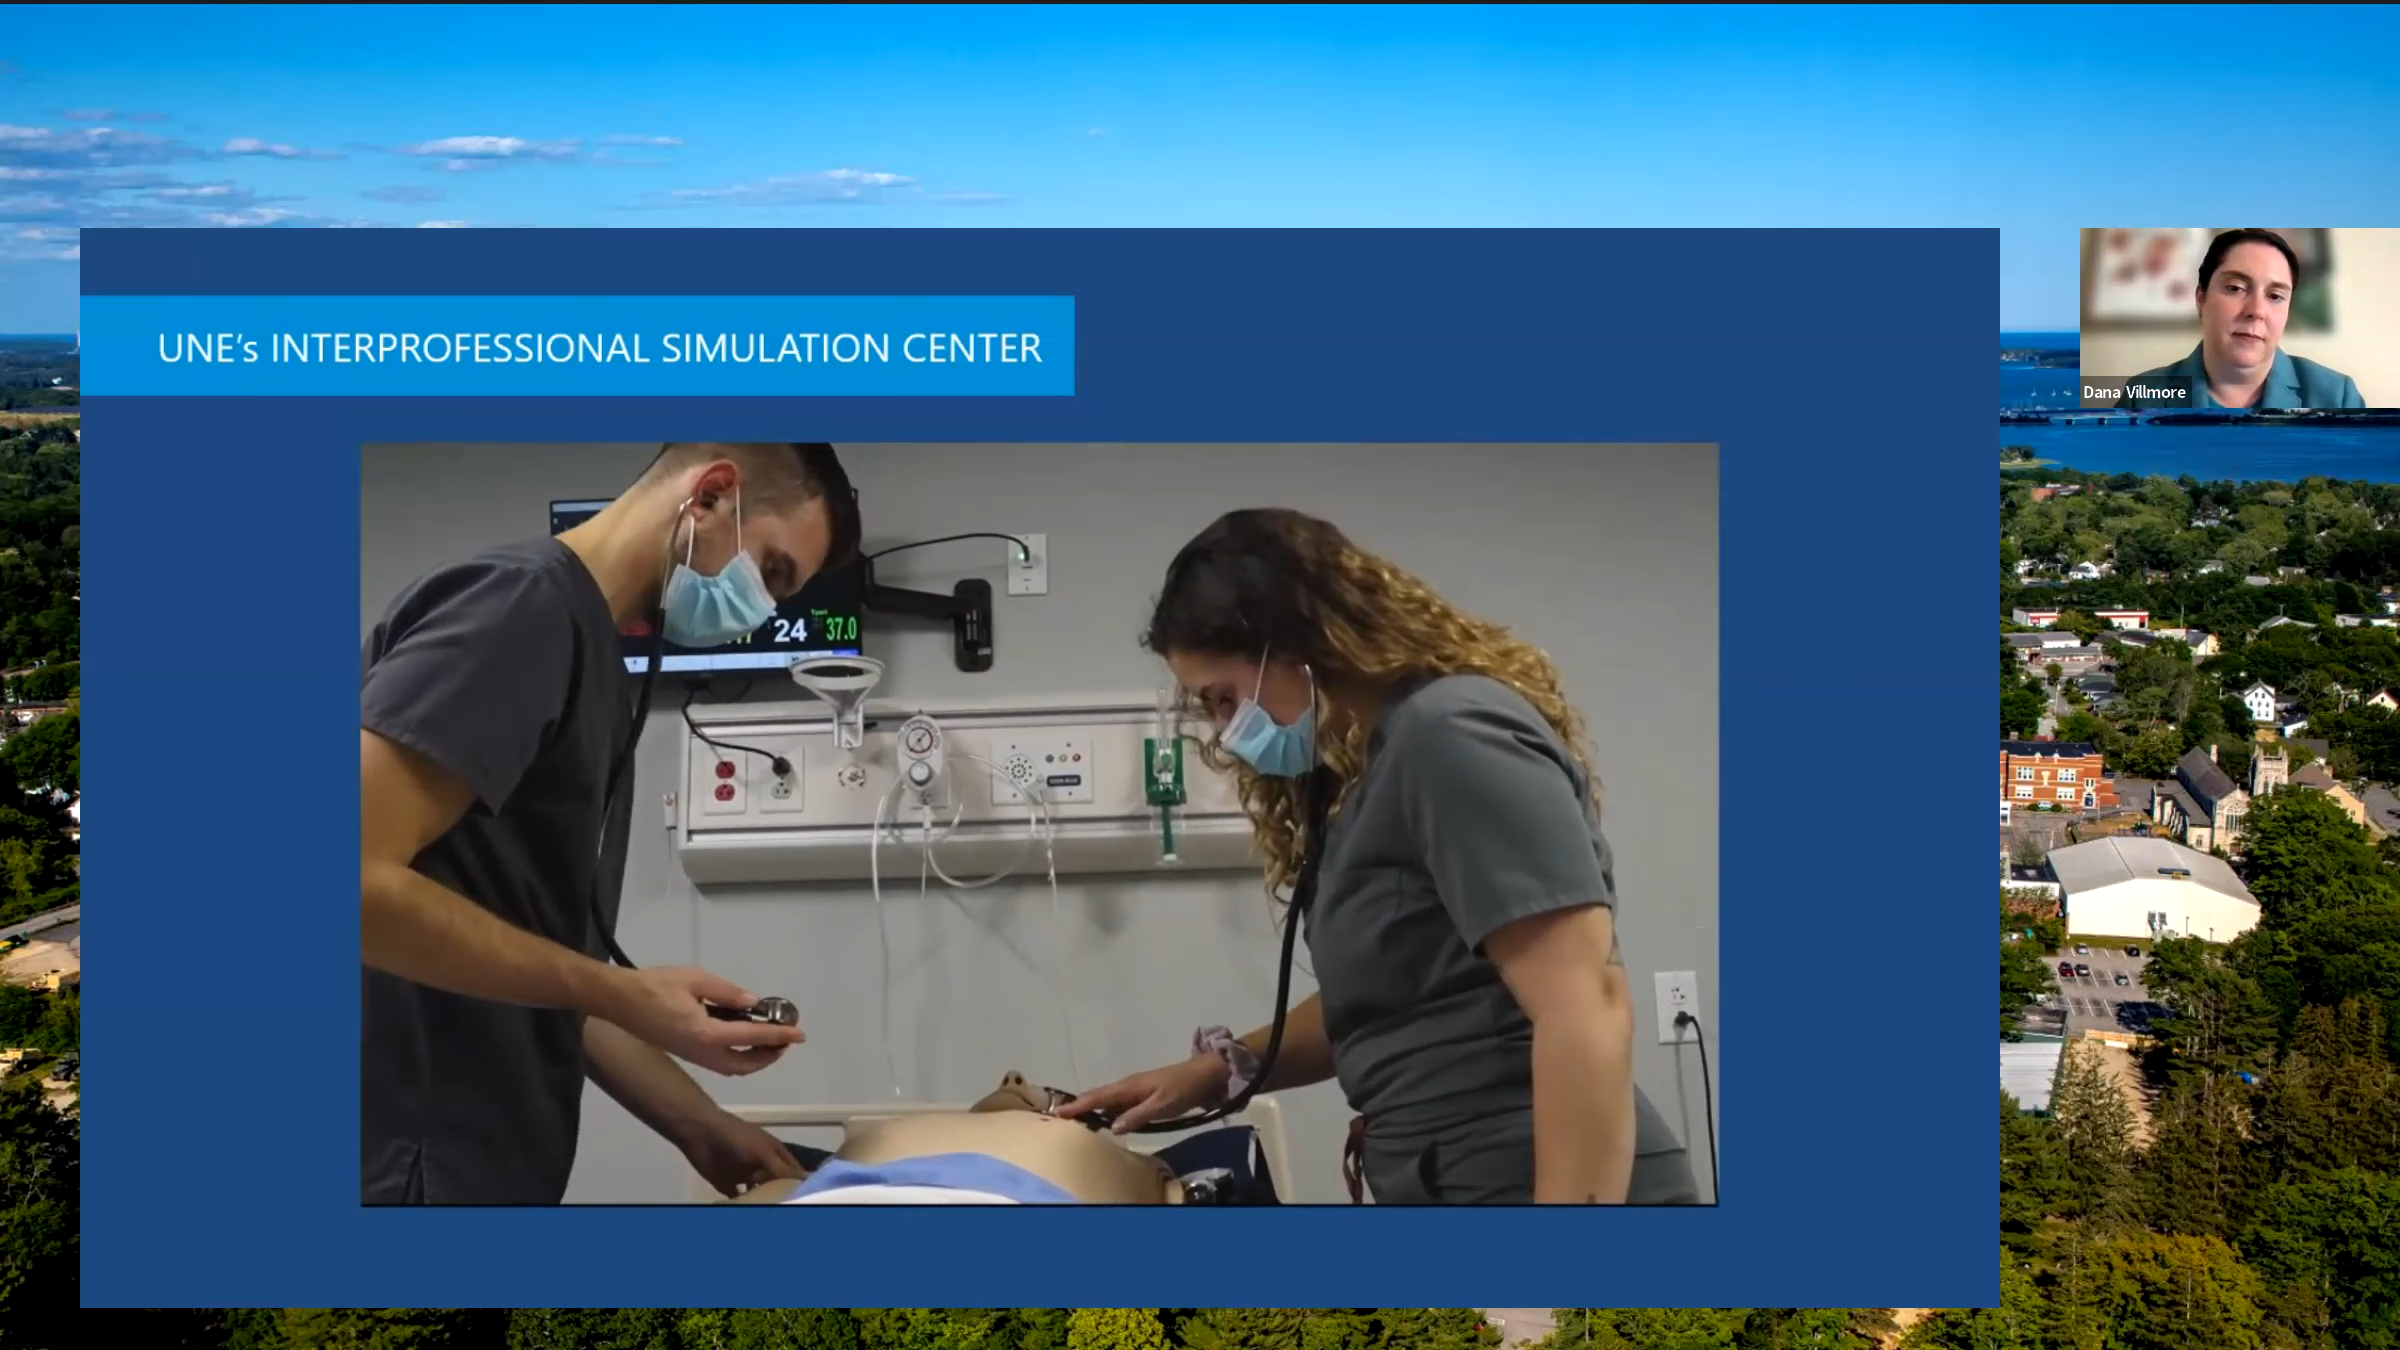 UNE's INTERPROFESSIONAL SIMULATION CENTER
Dana Villmore
24
37.0